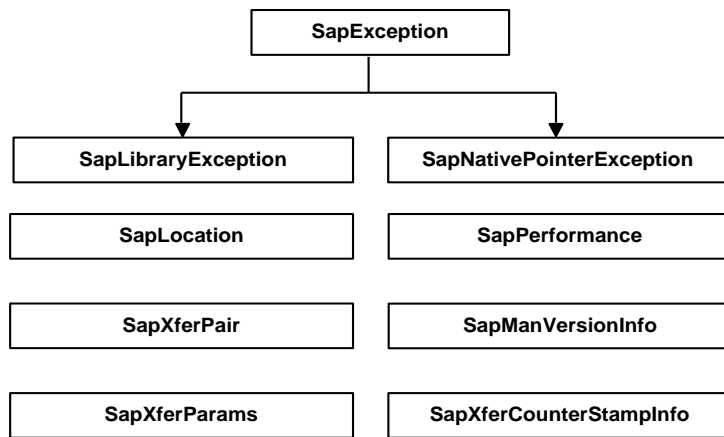 SapException
SapLibraryException
SapNativePointerException
SapLocation
SapPerformance
SapXferPair
SapManVersionInfo
SapXferParams
SapXferCounterStampInfo